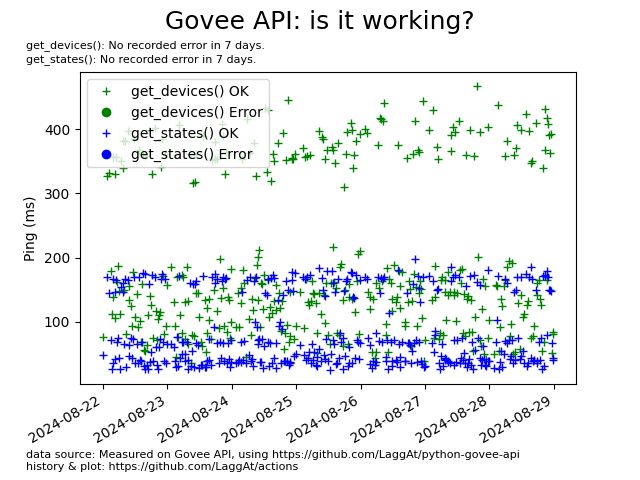 Govee API: is it working?
get_devices(): No recorded error in 7 days.
get_states(): No recorded error in 7 days.
get_devices() OK
get_devices() Error
get_states() OK
get_states() Error
Ping (ms)
400
300
200
100
2024-08-22
2024-08-23
2024-08-24
2024-08-25
2024-08-26
2024-08-27
2024-08-28
2024-08-29
data source: Measured on Govee API, using https://github.com/LaggAt/python-govee-api
history & plot: https://github.com/LaggAt/actions